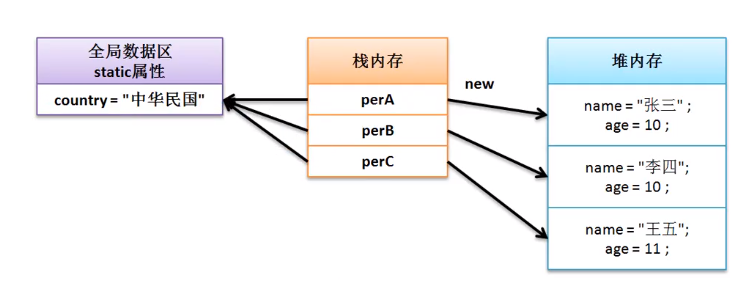 全局数据区
static属性
country = "中华民国"
栈内存
perA
perB
perC
new
堆内存
name = "张三" ;
age = 10 ;
name = "李四";
age = 10 ;
name = "王五";
age = 11 ;